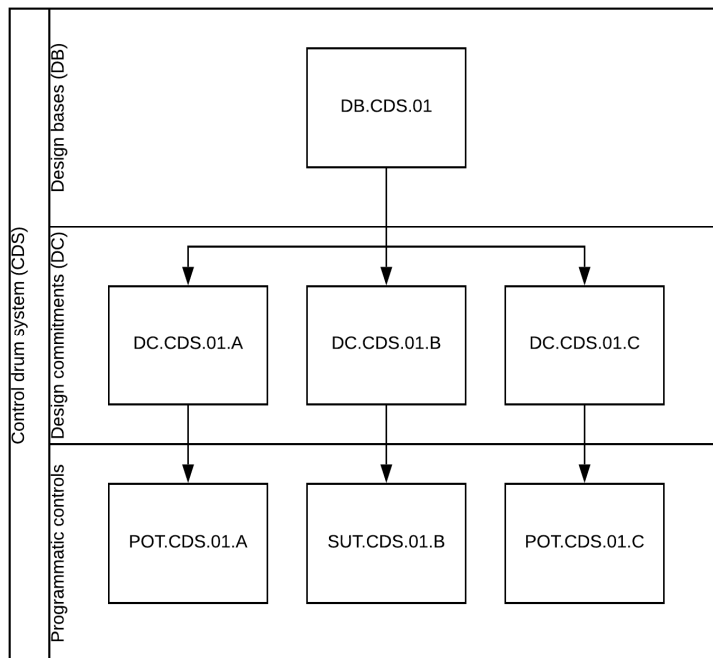 Control drum system (CDS)
Design bases (DB)
DB.CDS.01
Design commitments (DC)
DC.CDS.01.A
DC.CDS.01.B
DC.CDS.01.C
Programmatic controls
POT.CDS.01.A
SUT.CDS.01.B
POT.CDS.01.C